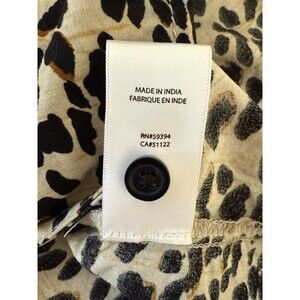 MADE IN INDIA
FABRIQUE EN INDE
RN#59394
CA#51122